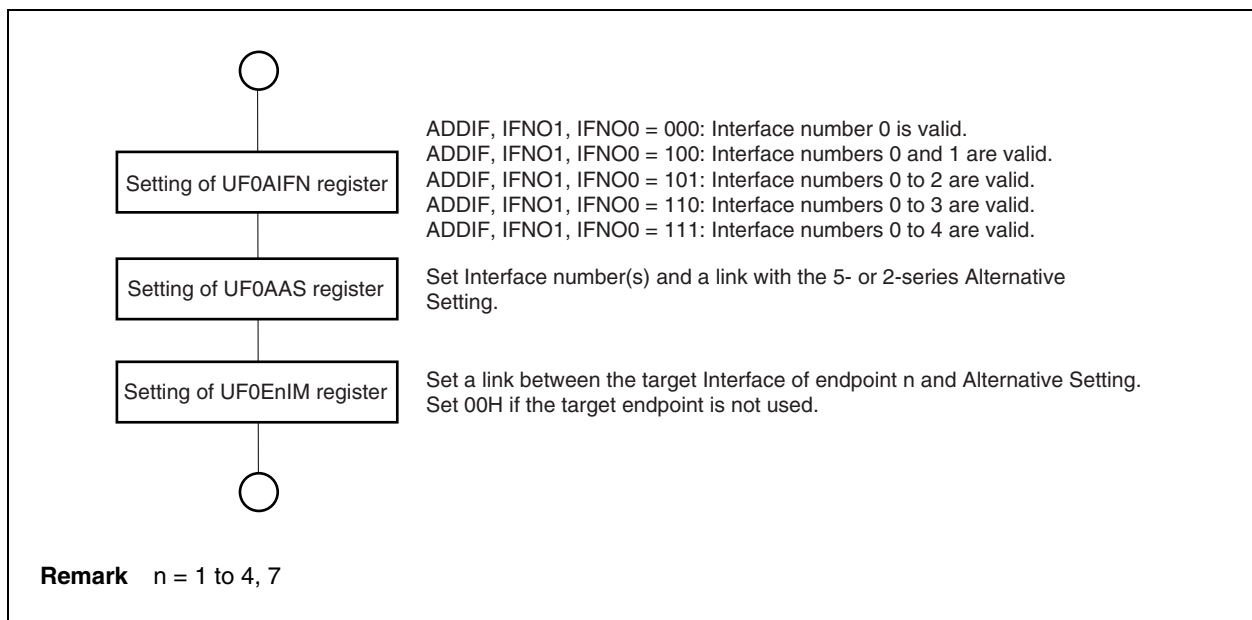 ADDIF, IFNO1, IFNO0 = 000: Interface number 0 is valid.
ADDIF, IFNO1, IFNO0 = 100: Interface numbers 0 and 1 are valid.
Setting of UF0AIFN register
ADDIF, IFNO1, IFNO0 = 101: Interface numbers 0 to 2 are valid.
ADDIF, IFNO1, IFNO0 = 110: Interface numbers 0 to 3 are valid.
ADDIF, IFNO1, IFNO0 = 111: Interface numbers 0 to 4 are valid.
Setting of UF0AAS register
Set Interface number(s) and a link with the 5- or 2-series Alternative
Setting.
Setting of UF0EnIM register
Set a link between the target Interface of endpoint n and Alternative Setting.
Set 00H if the target endpoint is not used.
Remark n = 1 to 4, 7